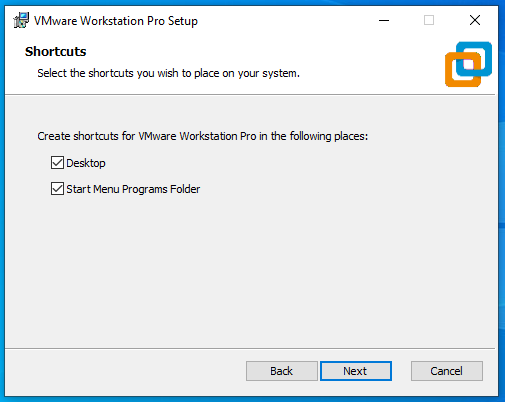 VMware Workstation Pro Setup
Shortcuts
Select the shortcuts you wish to place on your system.
Create shortcuts for VMware Workstation Pro in the following places:
Desktop
Start Menu Programs Folder
Back
Next
Cancel